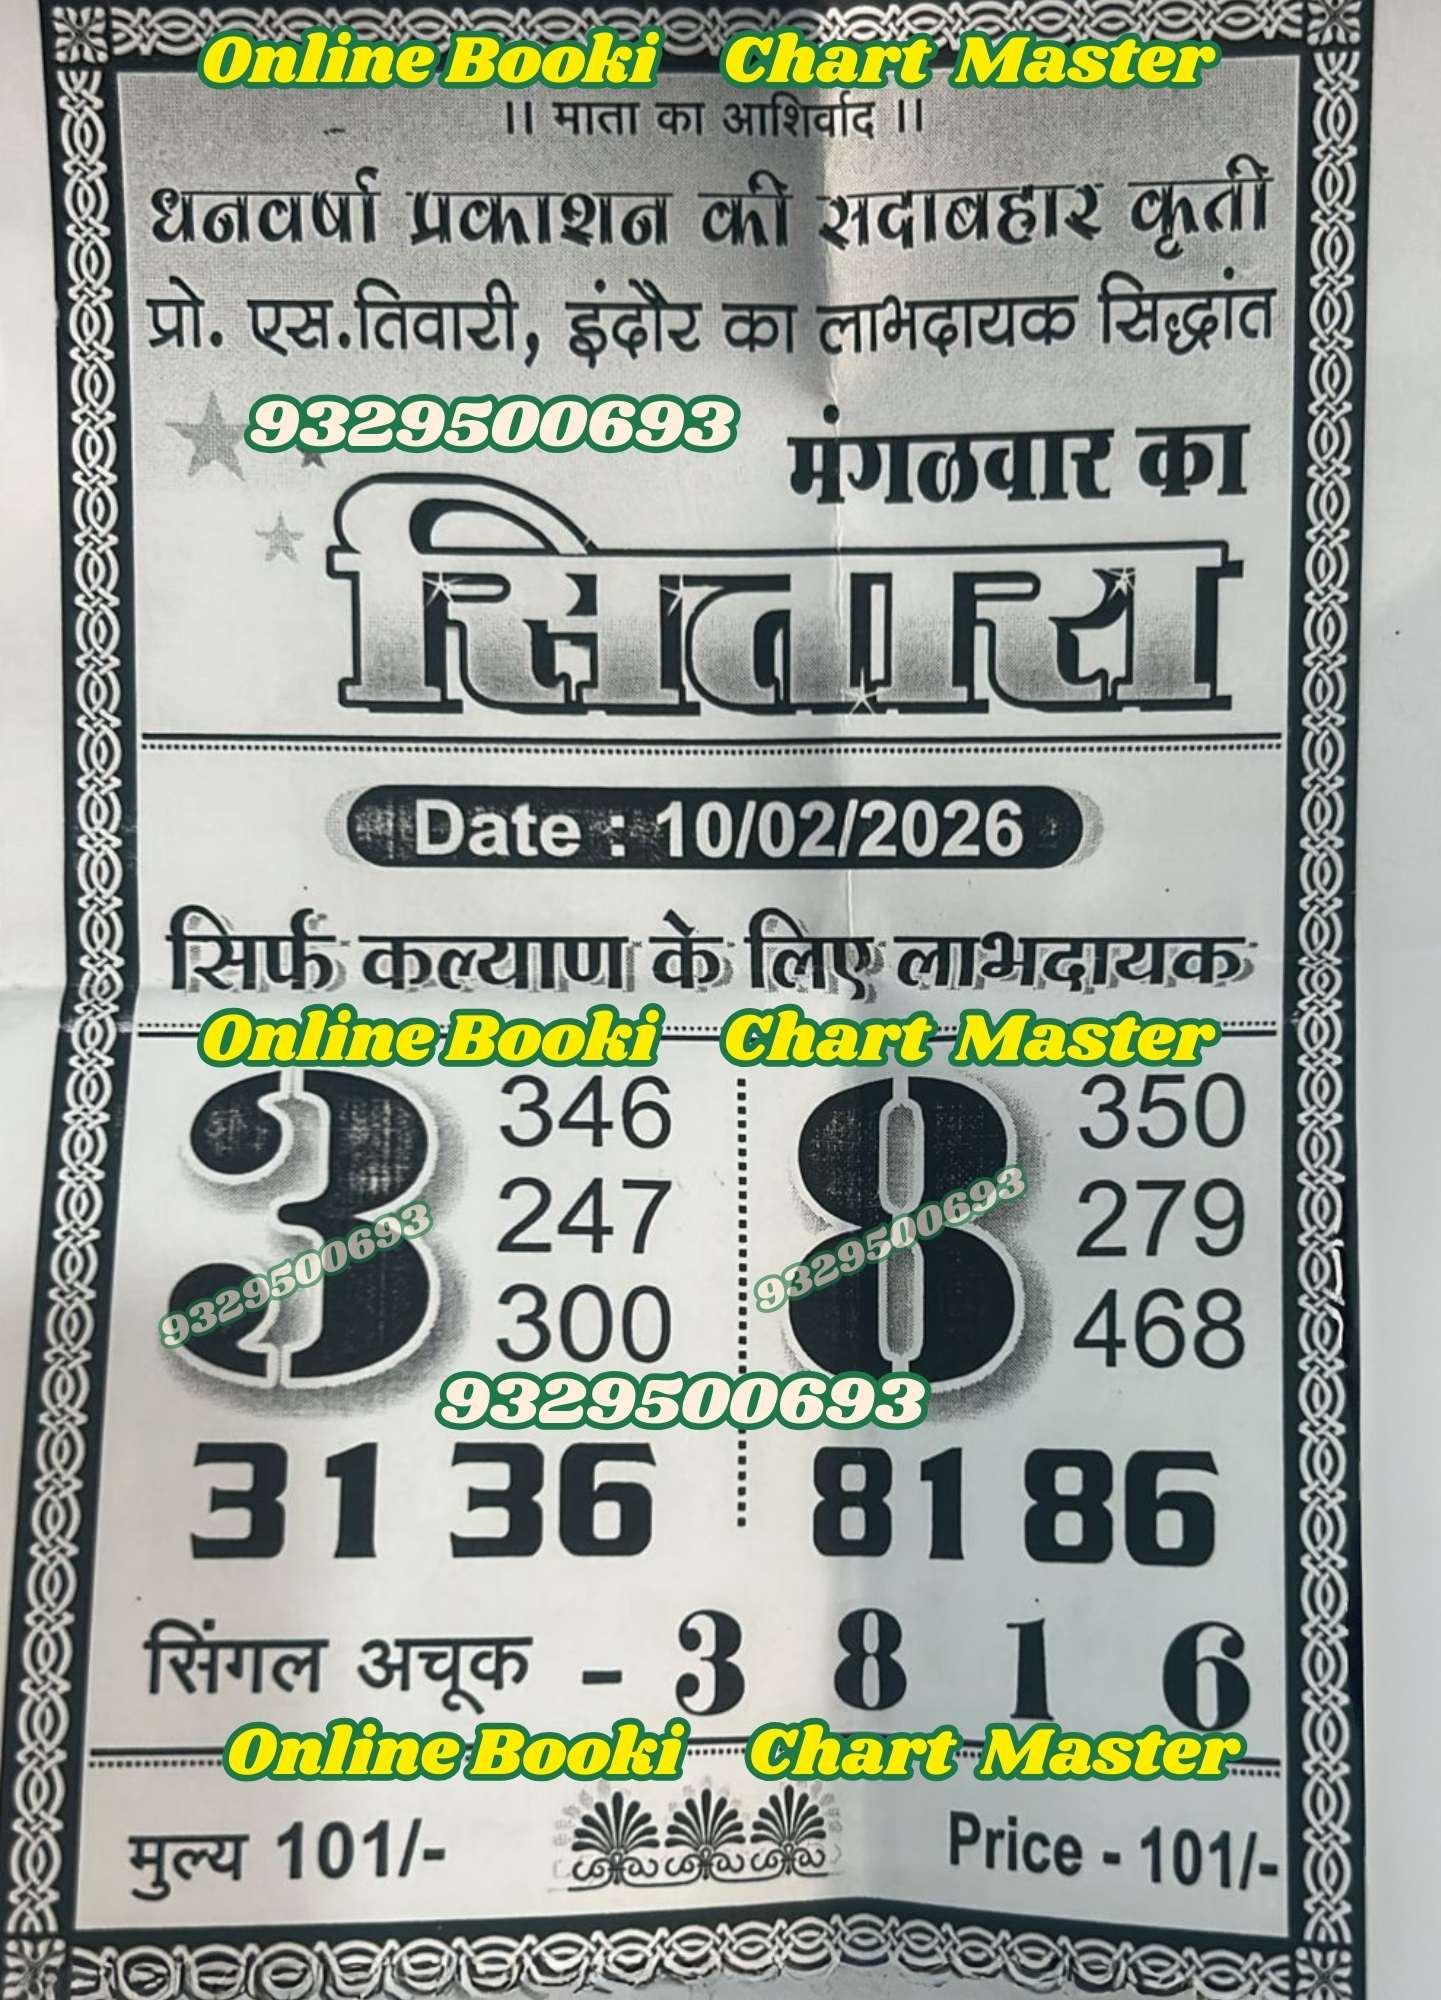 Online Booki Chart Master
।। माता का आशिर्वाद ।।
धनवर्षा प्रकाशन की सदाबहार कृती
प्रो. एस.तिवारी, इंदौर का लाभदायक सिद्धांत
9329500693
मंगळवार का
सितारा
Date : 10/02/2026
सिर्फ कल्याण के लिए लाभदायक
Online Booki Chart Master
3 346 8 350
247 279
9329500693 9329500693
300 468
9329500693
31 36 81 86
सिंगल अचूक - 3 8 1 6
Online Booki Chart Master
मुल्य 101/- Price - 101/-